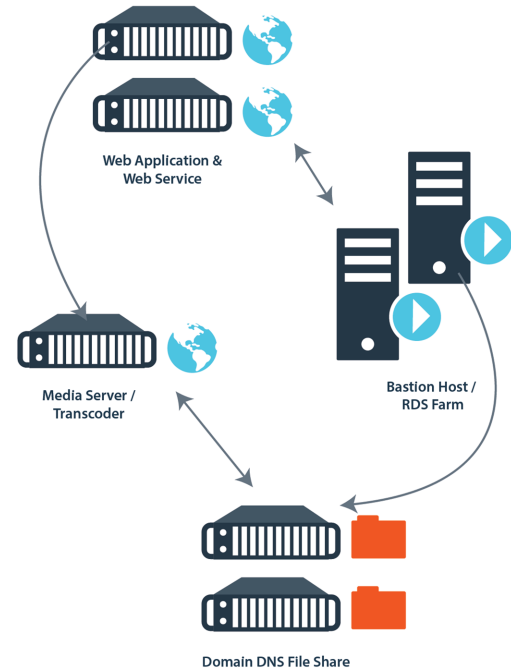 Web Application &
Web Service
Media Server /
Transcoder
Bastion Host /
RDS Farm
Domain DNS File Share